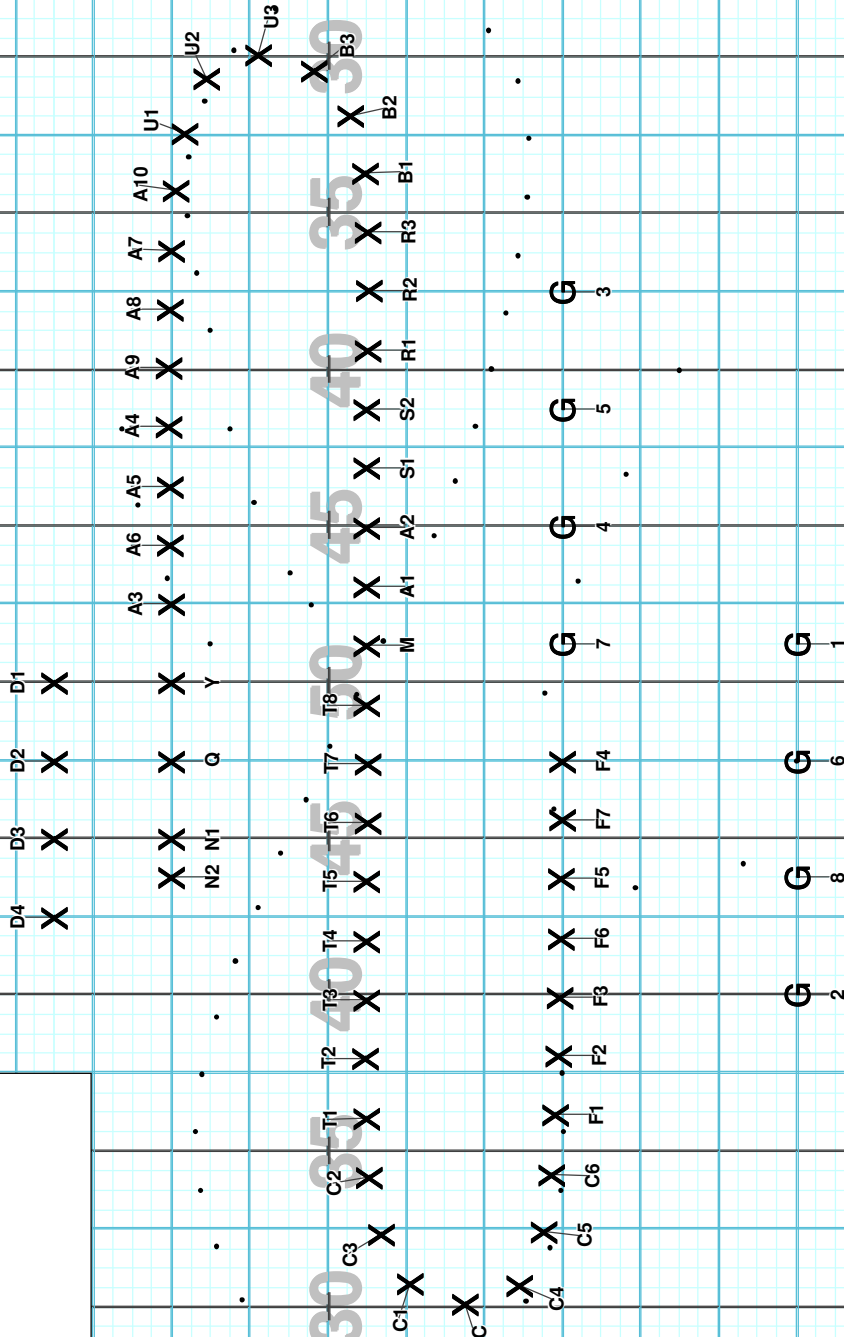 D4 D3 D2 D1
X X X X
A3 A6 A5 A4 A9 A8 A7 A10 U1 U2 U3
X X X X X X X X X X X X X X X
N2 N1 Q Y
30 35 40 45 50 45 40 35 30
C3 C2 T1 T2 T3 T4 T5 T6 T7 T8 B3
X X X X X X X X X X X X X X X X X X X X X X
C1 M A1 A2 S1 S2 R1 R2 R3 B1 B2
C
X X X X X X X X X X X G G G G
C4 C5 C6 F1 F2 F3 F6 F5 F7 F4 7 4 5 3
G G G G
2 8 6 1